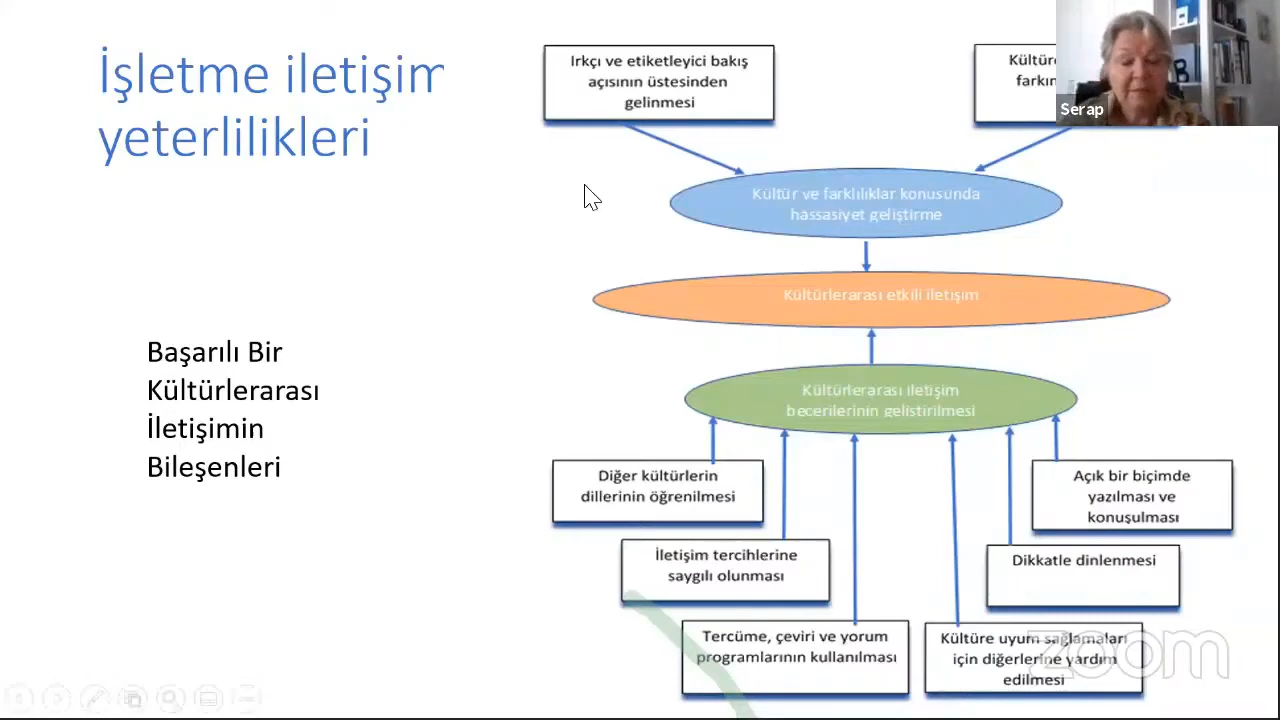 İşletme iletişim
yeterlilikleri
Irkçı ve etiketleyici bakış
açısının üstesinden
gelinmesi
Serap
Kültür ve farklılıklar konusunda
hassasiyet geliştirme
Kültürlerarası etkili iletişim
Başarılı Bir
Kültürlerarası
İletişimin
Bileşenleri
Kültürlerarası iletişim
becerilerinin geliştirilmesi
Diğer kültürlerin
dillerinin öğrenilmesi
Açık bir biçimde
yazılması ve
konuşulması
İletişim tercihlerine
saygılı olunması
Dikkatle dinlenmesi
Tercüme, çeviri ve yorum
programlarının kullanılması
Kültüre uyum sağlamaları
için diğerlerine yardım
edilmesi
zoom